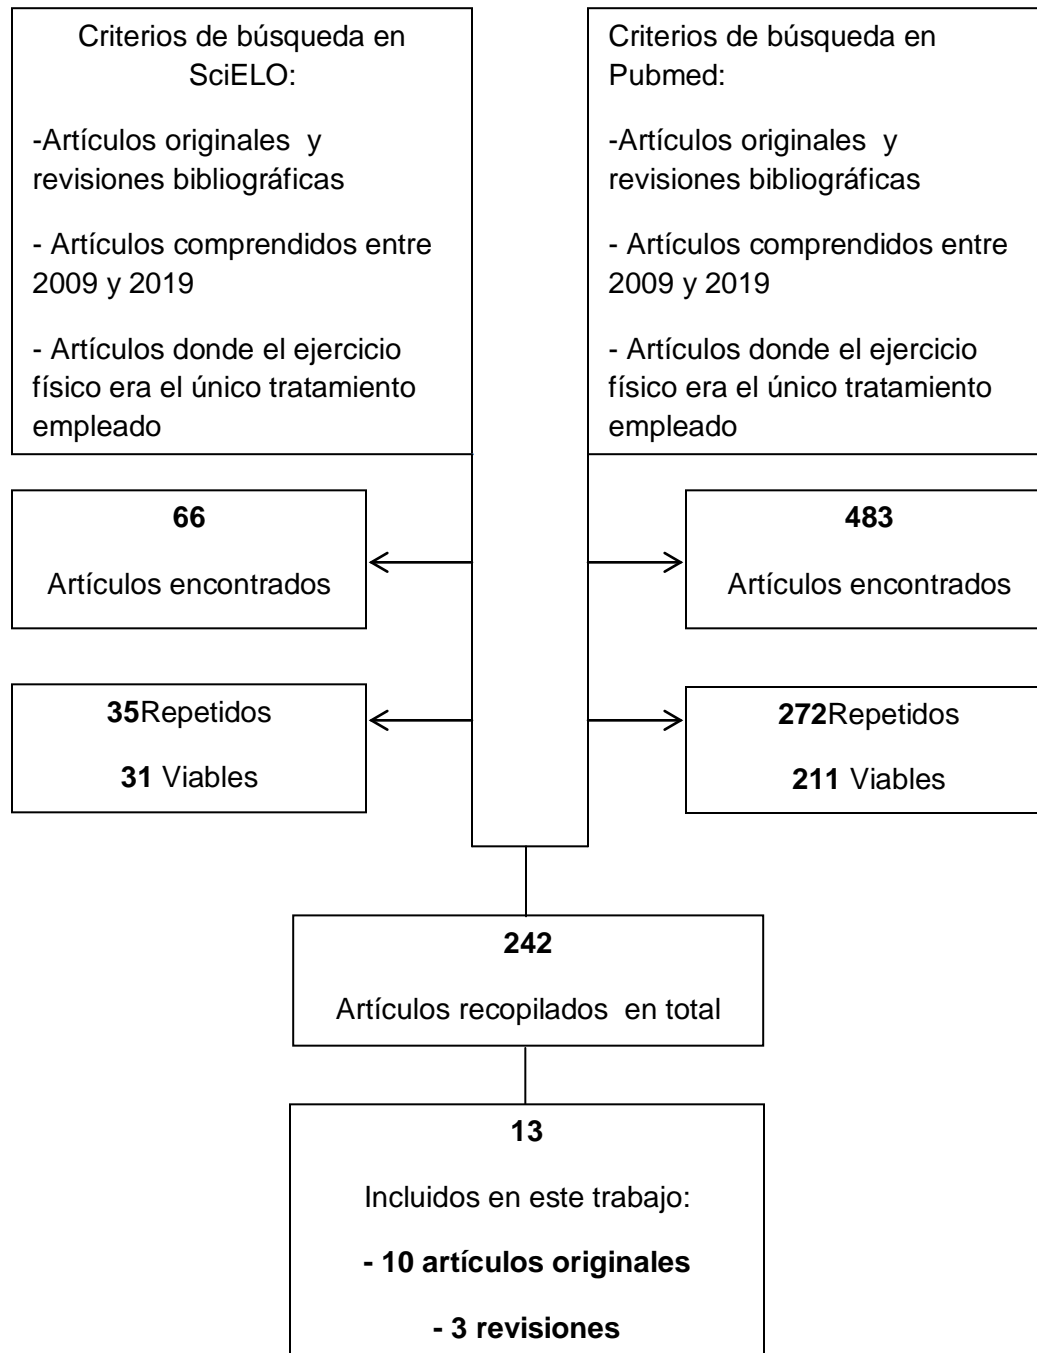 Criterios de búsqueda en
SciELO:
-Artículos originales  y
revisiones bibliográficas
- Artículos comprendidos entre
2009 y 2019
- Artículos donde el ejercicio
físico era el único tratamiento
empleado
Criterios de búsqueda en
Pubmed:
-Artículos originales  y
revisiones bibliográficas
- Artículos comprendidos entre
2009 y 2019
- Artículos donde el ejercicio
físico era el único tratamiento
empleado
66
Artículos encontrados
483
Artículos encontrados
35Repetidos
31 Viables
272Repetidos
211 Viables
242
Artículos recopilados  en total
13
Incluidos en este trabajo:
- 10 artículos originales
- 3 revisiones